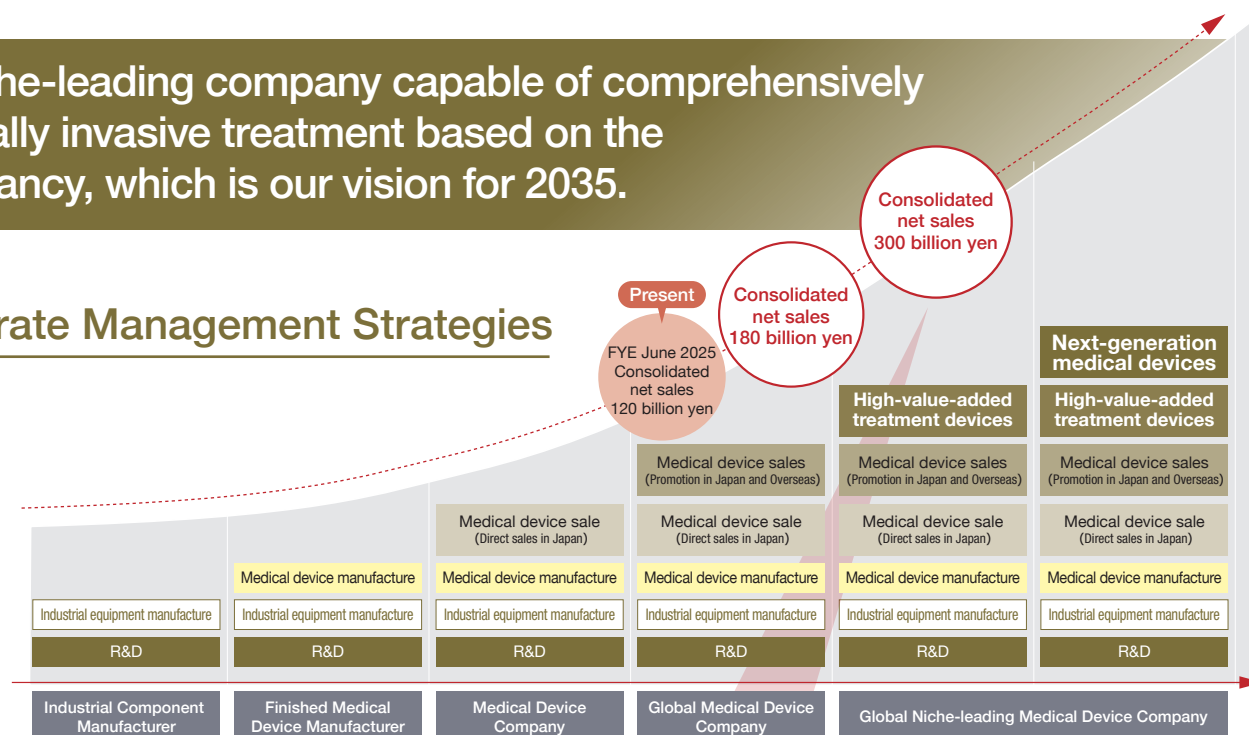 he-leading company capable of comprehensively
ally invasive treatment based on the
ancy, which is our vision for 2035.
rate Management Strategies
Consolidated
net sales
300 billion yen
Consolidated
net sales
180 billion yen
Present
FYE June 2025
Consolidated
net sales
120 billion yen
Industrial equipment manufacture
R&D
Industrial Component
Manufacturer
Medical device manufacture
Industrial equipment manufacture
R&D
Finished Medical
Device Manufacturer
Medical device sale
(Direct sales in Japan)
Medical device manufacture
Industrial equipment manufacture
R&D
Medical Device
Company
Medical device sales
(Promotion in Japan and Overseas)
Medical device sale
(Direct sales in Japan)
Medical device manufacture
Industrial equipment manufacture
R&D
Global Medical Device
Company
High-value-added
treatment devices
Medical device sales
(Promotion in Japan and Overseas)
Medical device sale
(Direct sales in Japan)
Medical device manufacture
Industrial equipment manufacture
R&D
Next-generation
medical devices
High-value-added
treatment devices
Medical device sales
(Promotion in Japan and Overseas)
Medical device sale
(Direct sales in Japan)
Medical device manufacture
Industrial equipment manufacture
R&D
Global Niche-leading Medical Device Company